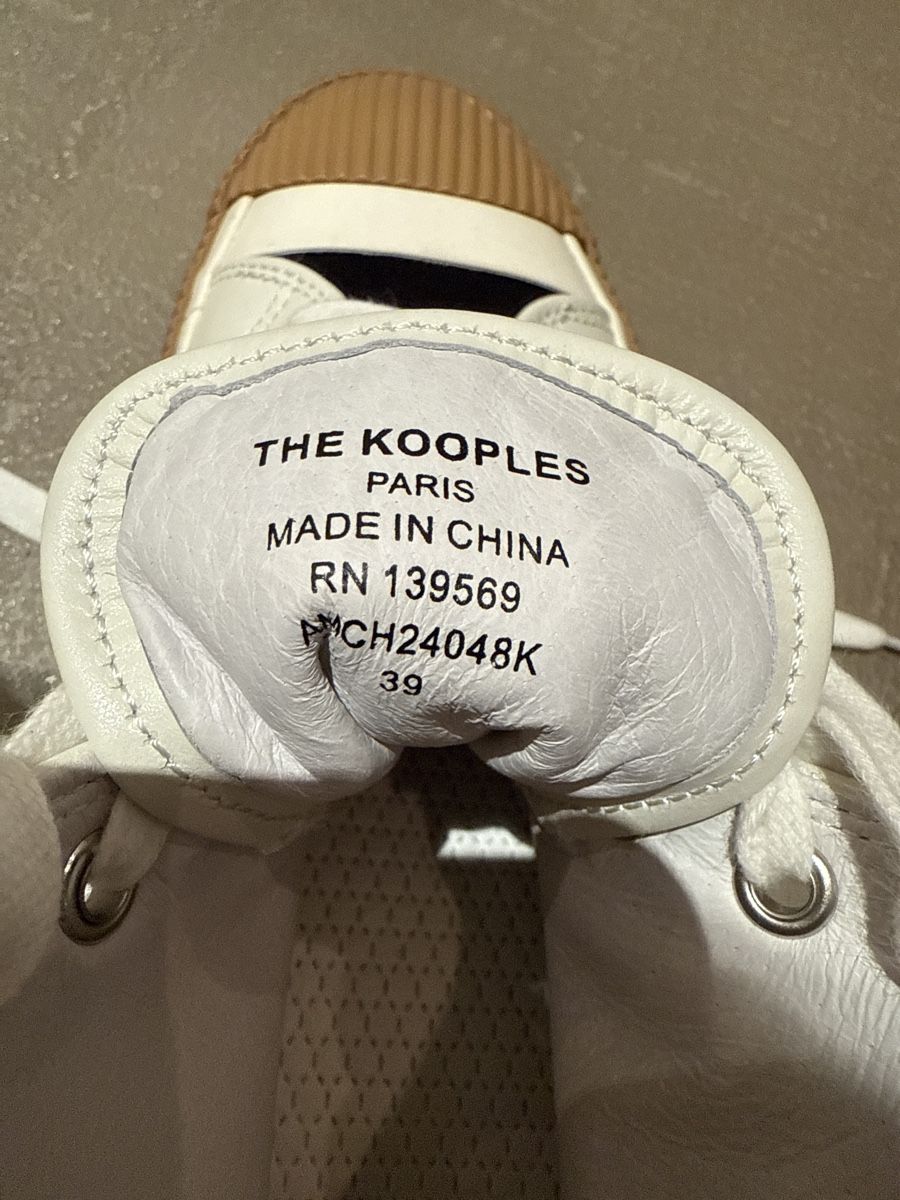 THE KOOPLES
PARIS
MADE IN CHINA
RN 139569
39